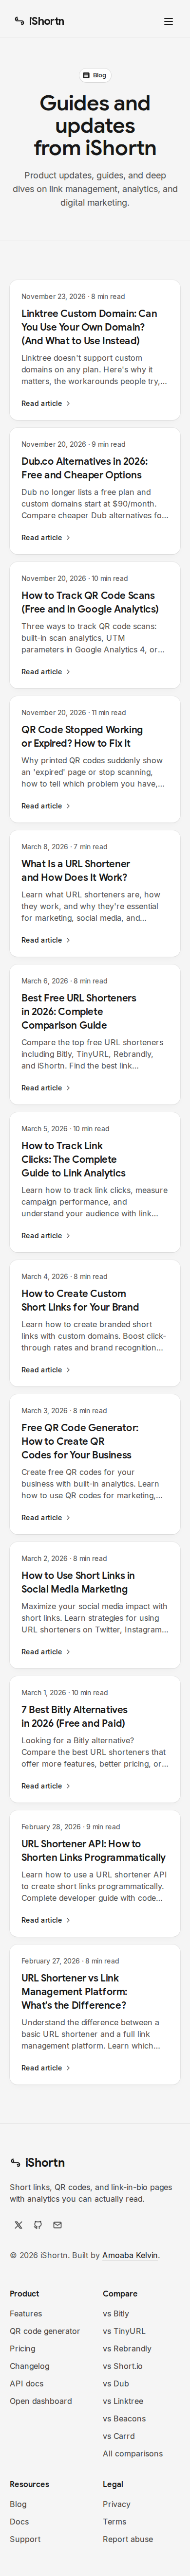 iShortn
Blog
Guides and
updates
from iShortn
Product updates, guides, and deep
dives on link management, analytics, and
digital marketing.
November 23, 2026 · 8 min read
Linktree Custom Domain: Can
You Use Your Own Domain?
(And What to Use Instead)
Linktree doesn't support custom
domains on any plan. Here's why it
matters, the workarounds people try,...
Read article
November 20, 2026 · 9 min read
Dub.co Alternatives in 2026:
Free and Cheaper Options
Dub no longer lists a free plan and
custom domains start at $90/month.
Compare cheaper Dub alternatives fo...
Read article
November 20, 2026 · 10 min read
How to Track QR Code Scans
(Free and in Google Analytics)
Three ways to track QR code scans:
built-in scan analytics, UTM
parameters in Google Analytics 4, or...
Read article
November 20, 2026 · 11 min read
QR Code Stopped Working
or Expired? How to Fix It
Why printed QR codes suddenly show
an 'expired' page or stop scanning,
how to tell which problem you have,...
Read article
March 8, 2026 · 7 min read
What Is a URL Shortener
and How Does It Work?
Learn what URL shorteners are, how
they work, and why they're essential
for marketing, social media, and...
Read article
March 6, 2026 · 8 min read
Best Free URL Shorteners
in 2026: Complete
Comparison Guide
Compare the top free URL shorteners
including Bitly, TinyURL, Rebrandly,
and iShortn. Find the best link...
Read article
March 5, 2026 · 10 min read
How to Track Link
Clicks: The Complete
Guide to Link Analytics
Learn how to track link clicks, measure
campaign performance, and
understand your audience with link...
Read article
March 4, 2026 · 8 min read
How to Create Custom
Short Links for Your Brand
Learn how to create branded short
links with custom domains. Boost click-
through rates and brand recognition...
Read article
March 3, 2026 · 8 min read
Free QR Code Generator:
How to Create QR
Codes for Your Business
Create free QR codes for your
business with built-in analytics. Learn
how to use QR codes for marketing,...
Read article
March 2, 2026 · 8 min read
How to Use Short Links in
Social Media Marketing
Maximize your social media impact with
short links. Learn strategies for using
URL shorteners on Twitter, Instagram...
Read article
March 1, 2026 · 10 min read
7 Best Bitly Alternatives
in 2026 (Free and Paid)
Looking for a Bitly alternative?
Compare the best URL shorteners that
offer more features, better pricing, or...
Read article
February 28, 2026 · 9 min read
URL Shortener API: How to
Shorten Links Programmatically
Learn how to use a URL shortener API
to create short links programmatically.
Complete developer guide with code...
Read article
February 27, 2026 · 8 min read
URL Shortener vs Link
Management Platform:
What's the Difference?
Understand the difference between a
basic URL shortener and a full link
management platform. Learn which...
Read article
iShortn
Short links, QR codes, and link-in-bio pages
with analytics you can actually read.
© 2026 iShortn. Built by Amoaba Kelvin.
Product
Features
QR code generator
Pricing
Changelog
API docs
Open dashboard
Compare
vs Bitly
vs TinyURL
vs Rebrandly
vs Short.io
vs Dub
vs Linktree
vs Beacons
vs Carrd
All comparisons
Resources
Blog
Docs
Support
Legal
Privacy
Terms
Report abuse